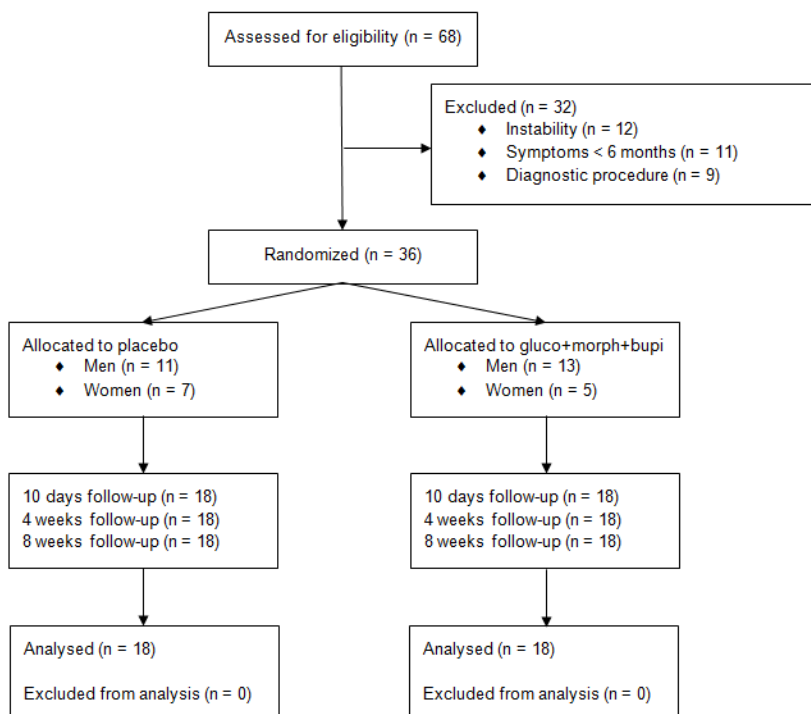 Assessed for eligibility (n = 68)
Excluded (n = 32)
♦ Instability (n = 12)
♦ Symptoms < 6 months (n = 11)
♦ Diagnostic procedure (n = 9)
Randomized (n = 36)
Allocated to placebo
♦ Men (n = 11)
♦ Women (n = 7)
Allocated to gluco+morph+bupi
♦ Men (n = 13)
♦ Women (n = 5)
10 days follow-up (n = 18)
4 weeks follow-up (n = 18)
8 weeks follow-up (n = 18)
10 days follow-up (n = 18)
4 weeks follow-up (n = 18)
8 weeks follow-up (n = 18)
Analysed (n = 18)
Excluded from analysis (n = 0)
Analysed (n = 18)
Excluded from analysis (n = 0)